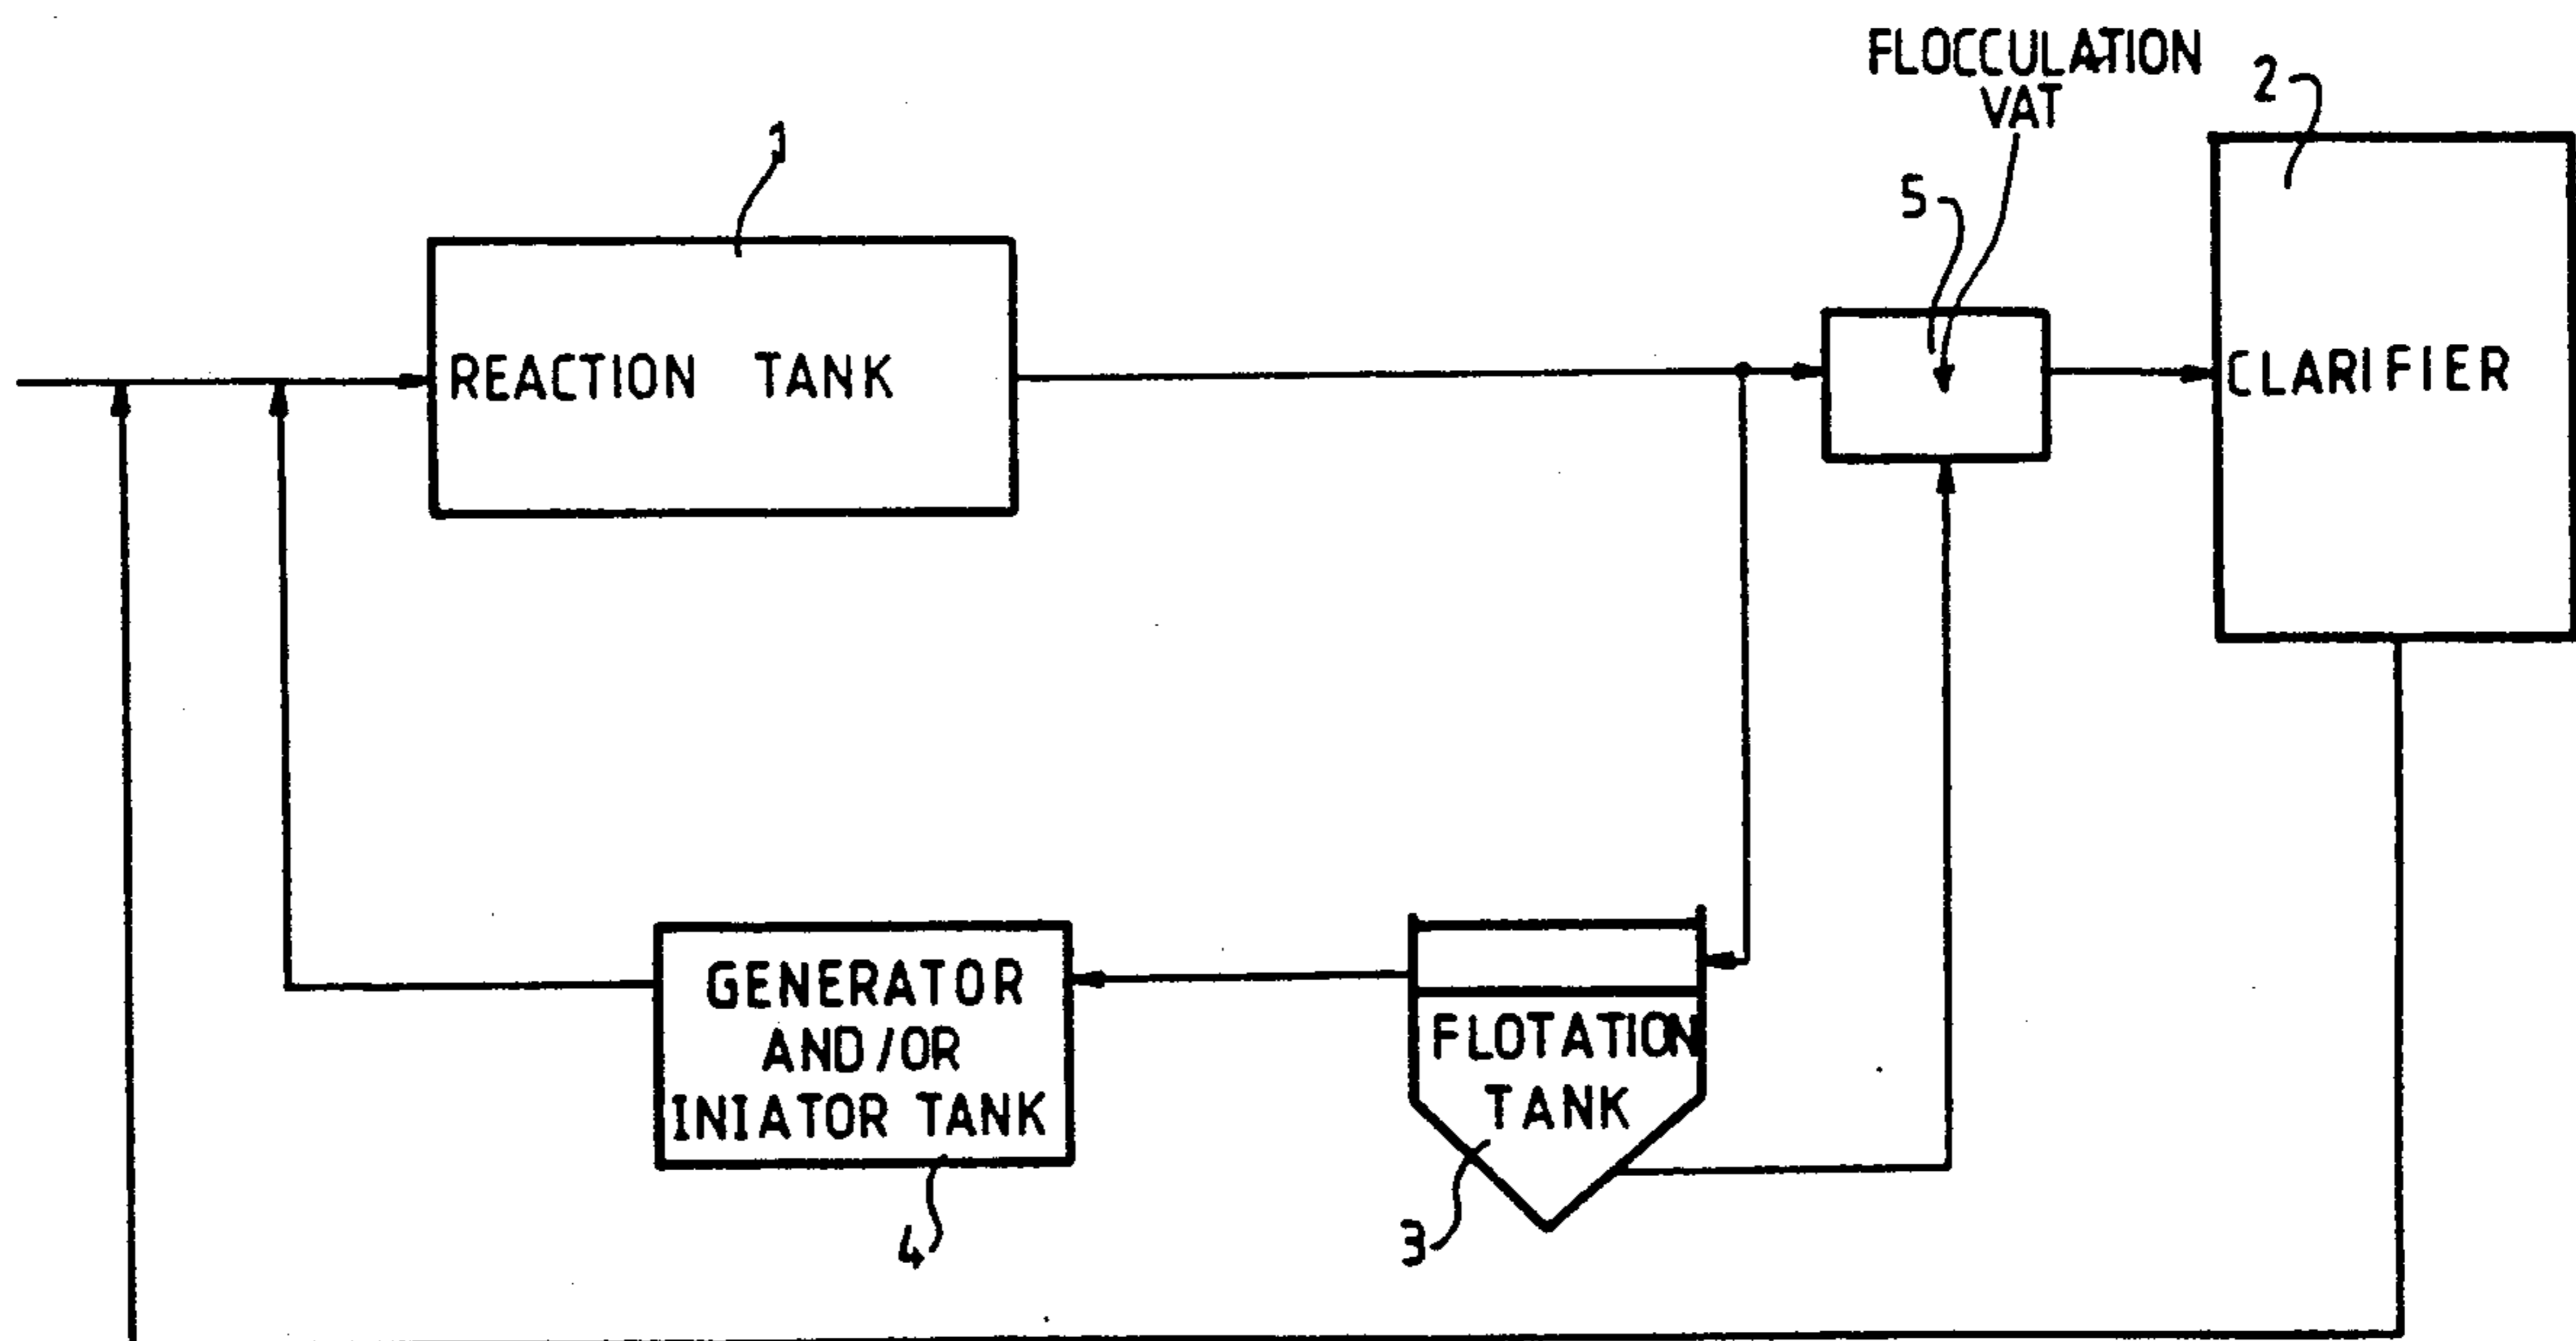 FLOCCULATION
VAT
2
1
5
REACTION TANK
CLARIFIER
GENERATOR
AND/OR
INIATOR TANK
FLOTATION
TANK
4
3